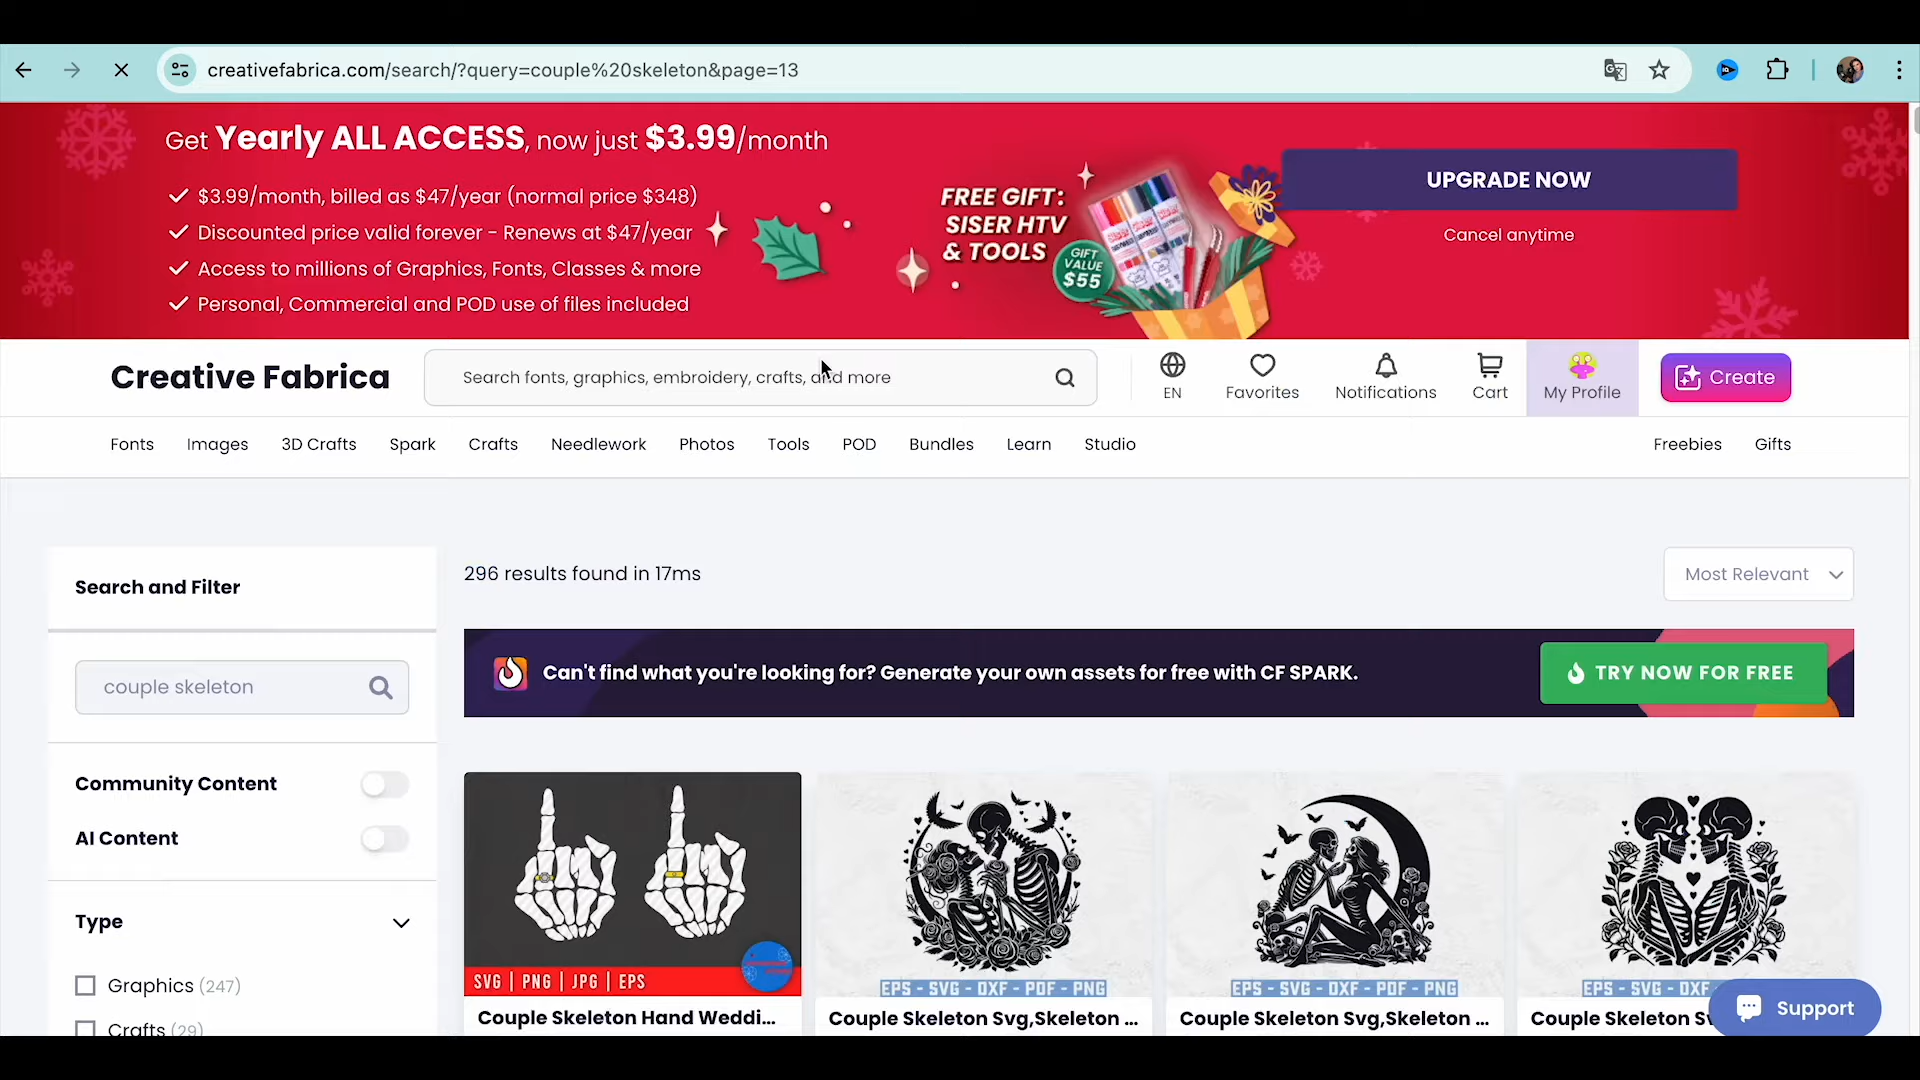 creativefabrica.com/search/?query=couple%20skeleton&page=13
Get Yearly ALL ACCESS, now just $3.99/month
$3.99/month, billed as $47/year (normal price $348)
Discounted price valid forever - Renews at $47/year
Access to millions of Graphics, Fonts, Classes & more
Personal, Commercial and POD use of files included
FREE GIFT:
SISER HTV
& TOOLS
GIFT
VALUE
$55
UPGRADE NOW
Cancel anytime
Creative Fabrica
Search fonts, graphics, embroidery, crafts, and more
EN
Favorites
Notifications
Cart
My Profile
Create
Fonts Images 3D Crafts Spark Crafts Needlework Photos Tools POD Bundles Learn Studio Freebies Gifts
Search and Filter
couple skeleton
Community Content
AI Content
Type
Graphics (247)
Crafts (29)
296 results found in 17ms
Most Relevant
Can't find what you're looking for? Generate your own assets for free with CF SPARK.
TRY NOW FOR FREE
SVG | PNG | JPG | EPS
EPS - SVG - DXF - PDF - PNG
EPS - SVG - DXF - PDF - PNG
EPS - SVG - DXF -
Couple Skeleton Hand Weddi...
Couple Skeleton Svg,Skeleton ...
Couple Skeleton Svg,Skeleton ...
Couple Skeleton
Support